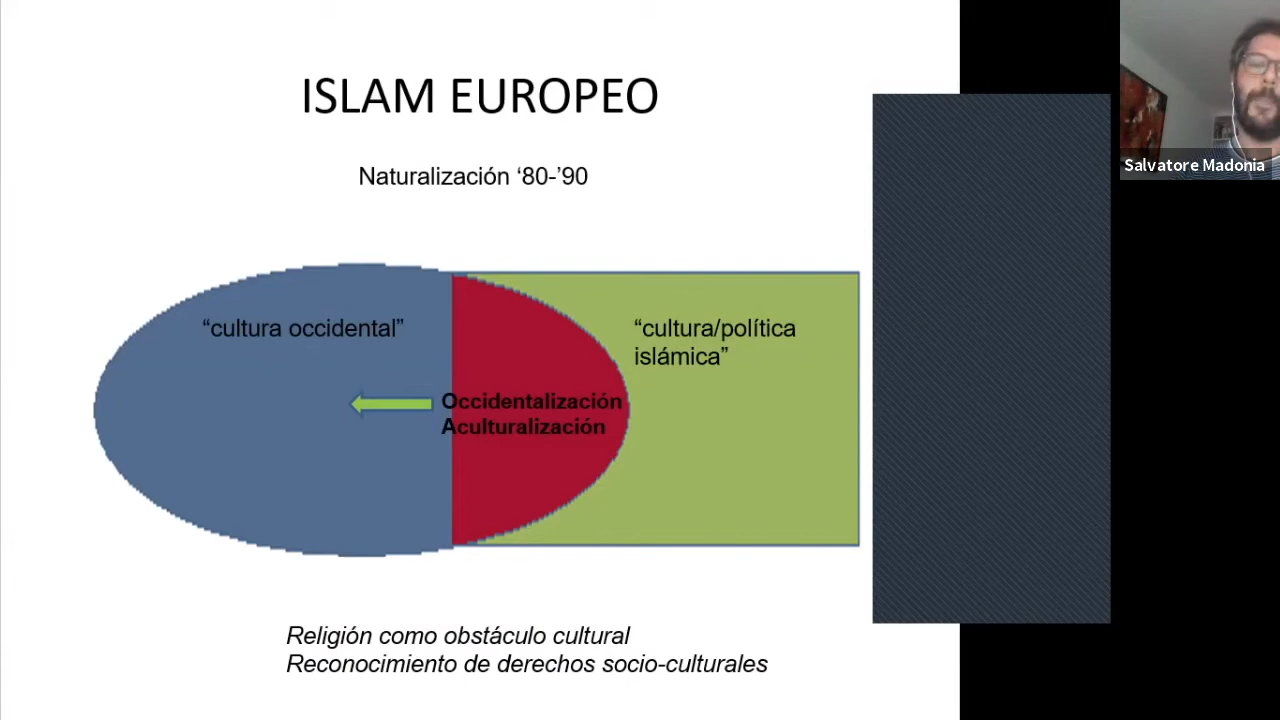 ISLAM EUROPEO
Naturalización ‘80-’90
“cultura occidental”
“cultura/política
islámica”
Occidentalización
Aculturalización
Religión como obstáculo cultural
Reconocimiento de derechos socio-culturales
Salvatore Madonia